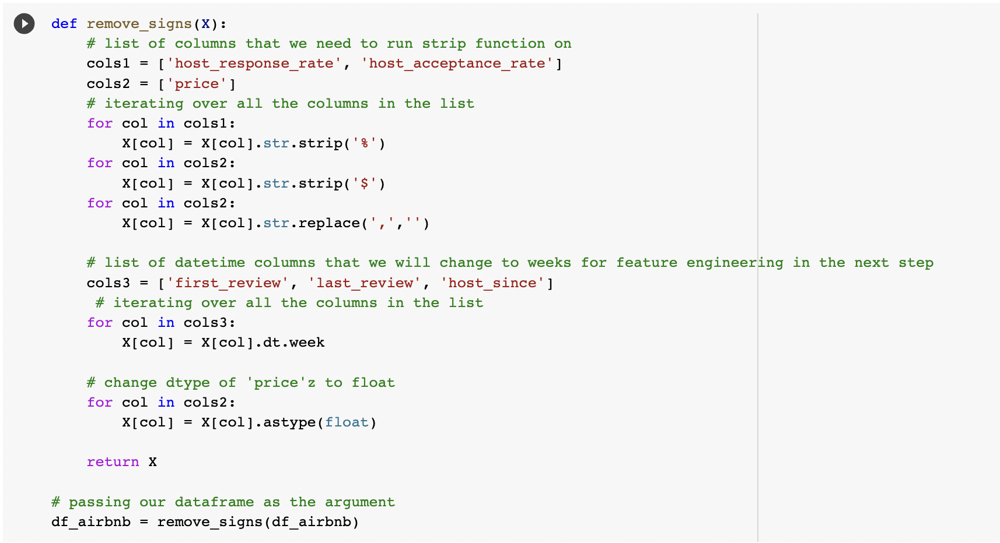 def remove_signs(X):
    # list of columns that we need to run strip function on
    cols1 = ['host_response_rate', 'host_acceptance_rate']
    cols2 = ['price']
    # iterating over all the columns in the list
    for col in cols1:
        X[col] = X[col].str.strip('%')
    for col in cols2:
        X[col] = X[col].str.strip('$')
    for col in cols2:
        X[col] = X[col].str.replace(',','')

    # list of datetime columns that we will change to weeks for feature engineering in the next step
    cols3 = ['first_review', 'last_review', 'host_since']
     # iterating over all the columns in the list
    for col in cols3:
        X[col] = X[col].dt.week

    # change dtype of 'price'z to float
    for col in cols2:
        X[col] = X[col].astype(float)

    return X

# passing our dataframe as the argument
df_airbnb = remove_signs(df_airbnb)